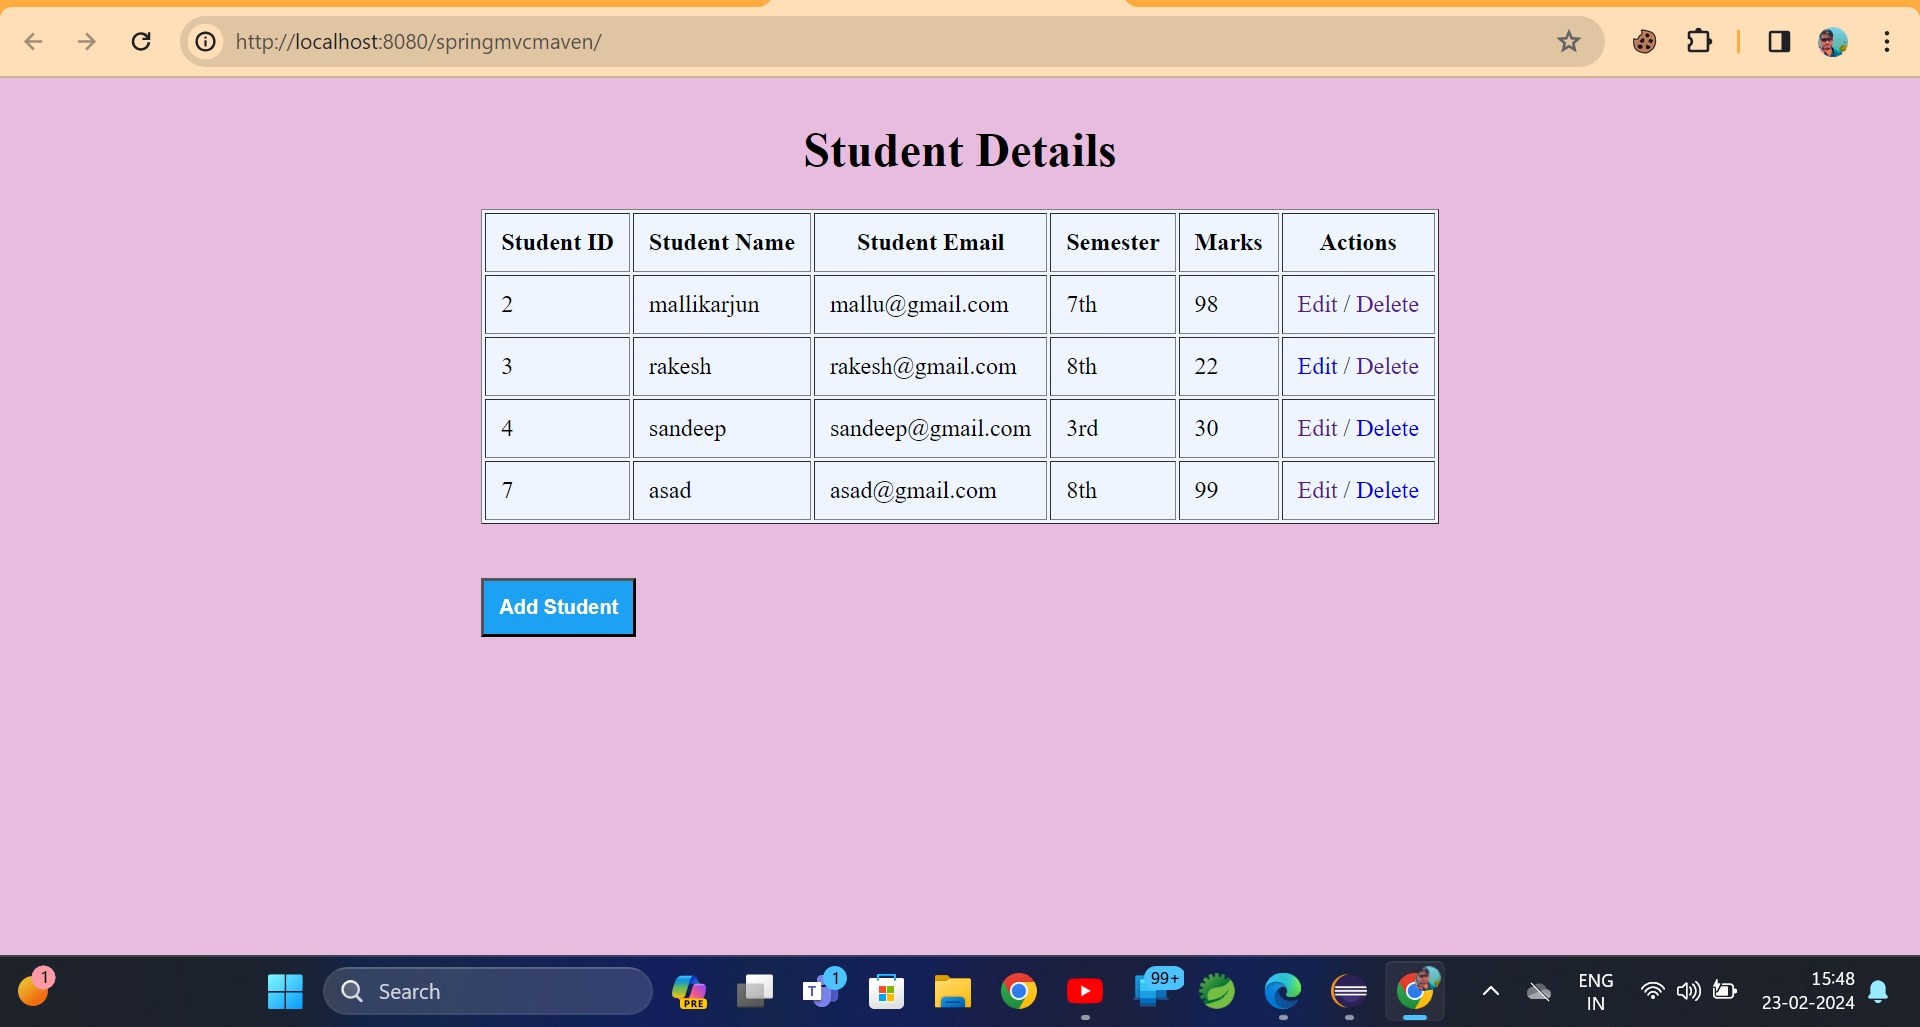 http://localhost:8080/springmvcmaven/
Student Details
Student ID Student Name Student Email Semester Marks Actions
2 mallikarjun mallu@gmail.com 7th 98 Edit / Delete
3 rakesh rakesh@gmail.com 8th 22 Edit / Delete
4 sandeep sandeep@gmail.com 3rd 30 Edit / Delete
7 asad asad@gmail.com 8th 99 Edit / Delete
Add Student
1
Search
PRE
T
1
99+
ENG
IN
15:48
23-02-2024